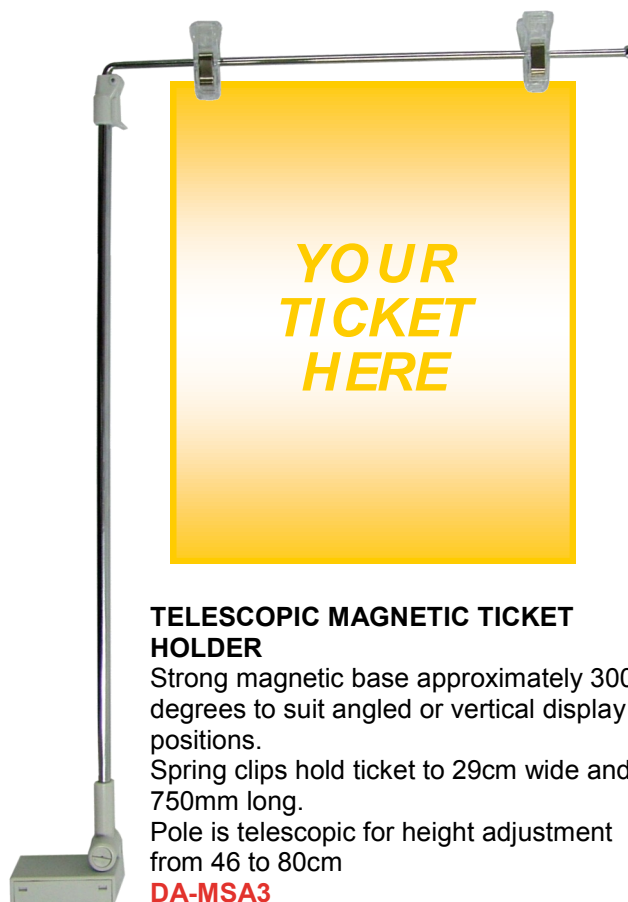 YOUR
TICKET
HERE
TELESCOPIC MAGNETIC TICKET
HOLDER
Strong magnetic base approximately 300
degrees to suit angled or vertical display
positions.
Spring clips hold ticket to 29cm wide and
750mm long.
Pole is telescopic for height adjustment
from 46 to 80cm
DA-MSA3